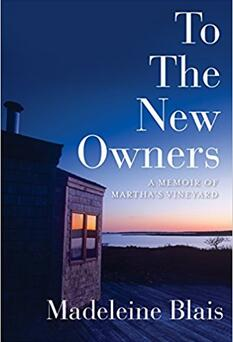 To
The
New
Owners
A MEMOIR OF
MARTHA'S VINEYARD
Madeleine Blais